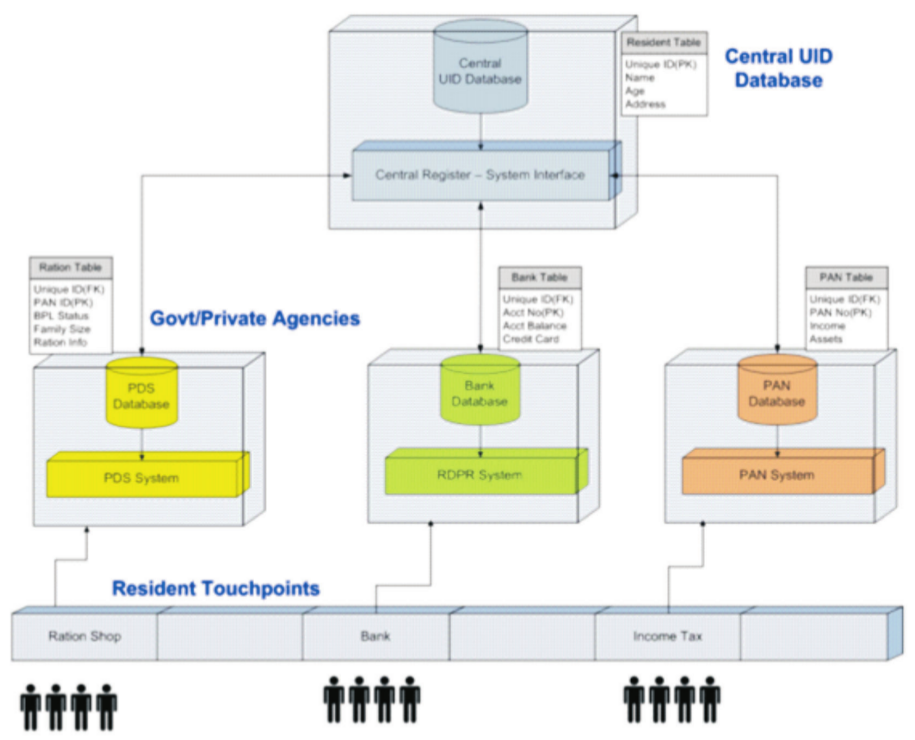 Central
UID Database
Resident Table
Unique ID(PK)
Name
Age
Address
Central UID
Database
Central Register – System Interface
Ration Table
Unique ID(FK)
PAN ID(PK)
BPL Status
Family Size
Ration Info
Govt/Private Agencies
Bank Table
Unique ID(FK)
Acct No(PK)
Acct Balance
Credit Card
PAN Table
Unique ID(FK)
PAN No(PK)
Income
Assets
PDS
Database
Bank
Database
PAN
Database
PDS System
RDPR System
PAN System
Resident Touchpoints
Ration Shop
Bank
Income Tax